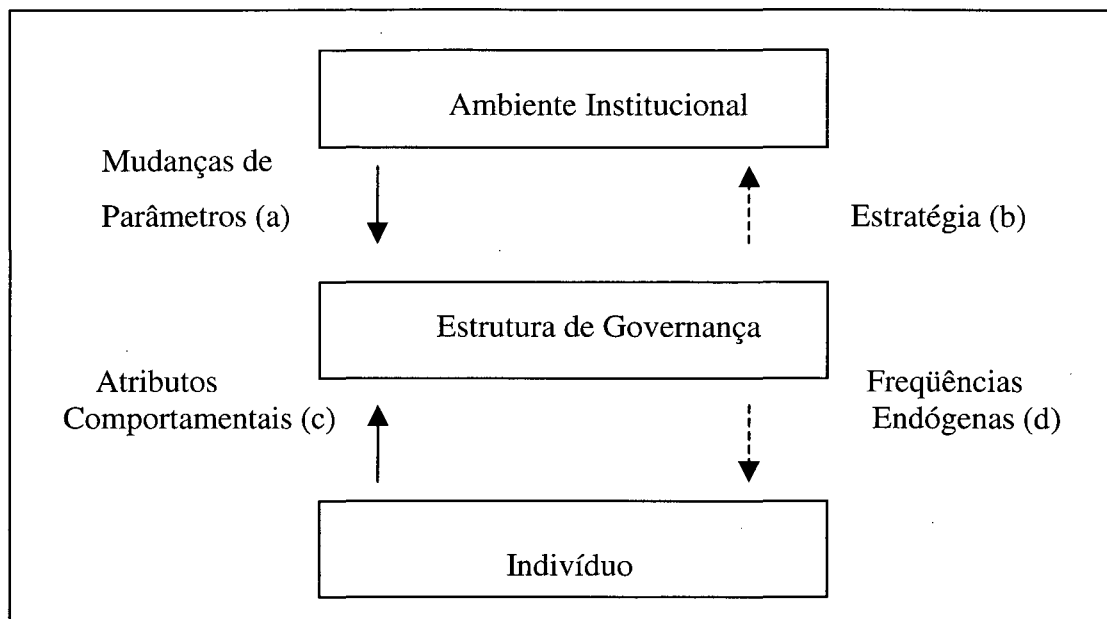 Ambiente Institucional
Mudanças de
Parâmetros (a)
Estratégia (b)
Estrutura de Governança
Atributos
Comportamentais (c)
Freqüências
Endógenas (d)
Indivíduo